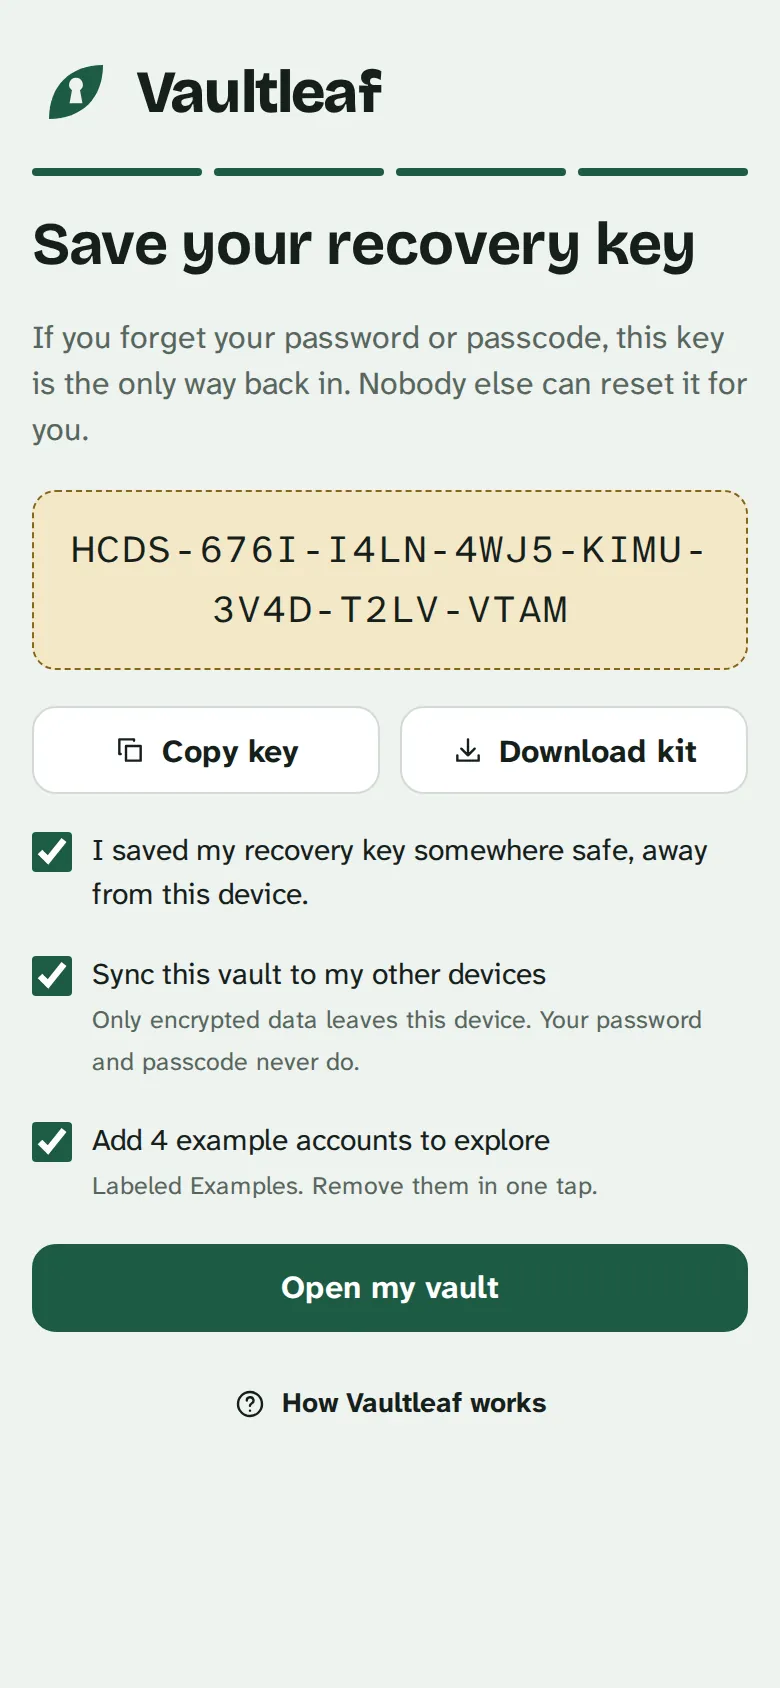 Vaultleaf
Save your recovery key
If you forget your password or passcode, this key
is the only way back in. Nobody else can reset it for
you.
HCDS-676I-I4LN-4WJ5-KIMU-
3V4D-T2LV-VTAM
Copy key
Download kit
I saved my recovery key somewhere safe, away
from this device.
Sync this vault to my other devices
Only encrypted data leaves this device. Your password
and passcode never do.
Add 4 example accounts to explore
Labeled Examples. Remove them in one tap.
Open my vault
How Vaultleaf works